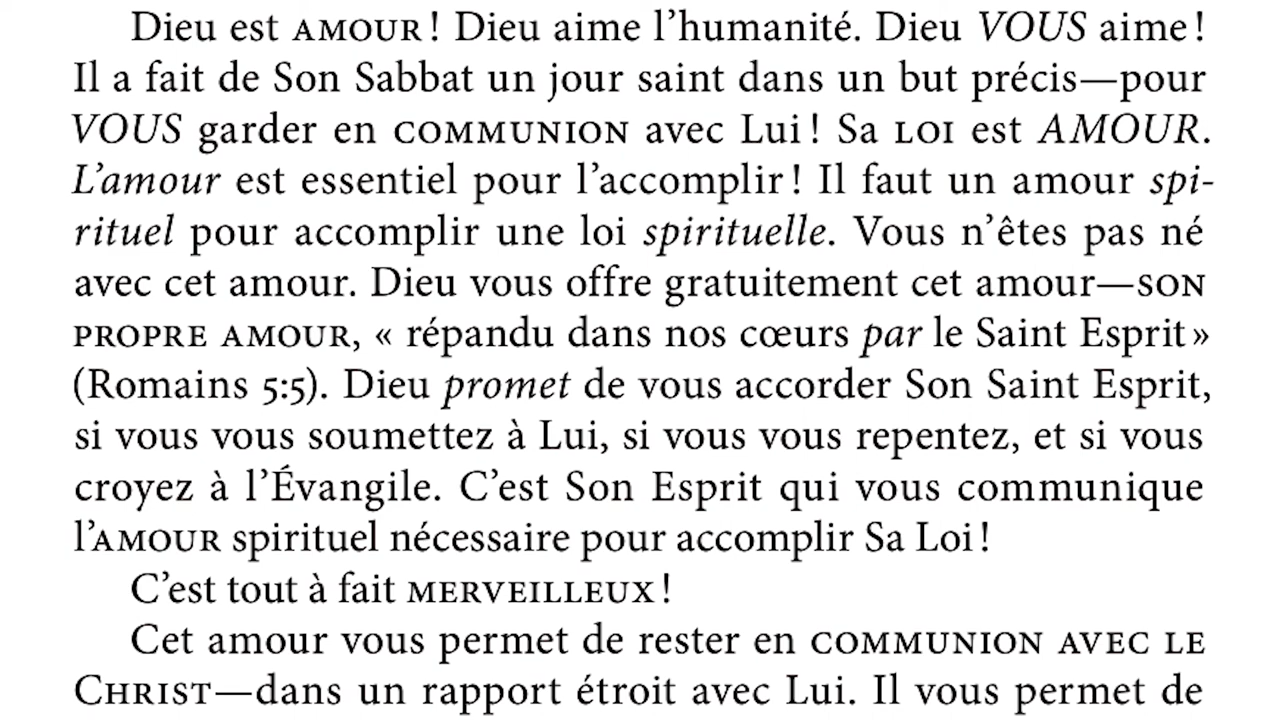 Dieu est AMOUR ! Dieu aime l’humanité. Dieu VOUS aime !
Il a fait de Son Sabbat un jour saint dans un but précis—pour
VOUS garder en COMMUNION avec Lui ! Sa LOI est AMOUR.
L’amour est essentiel pour l’accomplir ! Il faut un amour spi-
rituel pour accomplir une loi spirituelle. Vous n’êtes pas né
avec cet amour. Dieu vous offre gratuitement cet amour—SON
PROPRE AMOUR, « répandu dans nos cœurs par le Saint Esprit »
(Romains 5:5). Dieu promet de vous accorder Son Saint Esprit,
si vous vous soumettez à Lui, si vous vous repentez, et si vous
croyez à l’Évangile. C’est Son Esprit qui vous communique
l’AMOUR spirituel nécessaire pour accomplir Sa Loi !
C’est tout à fait MERVEILLEUX !
Cet amour vous permet de rester en COMMUNION AVEC LE
CHRIST—dans un rapport étroit avec Lui. Il vous permet de